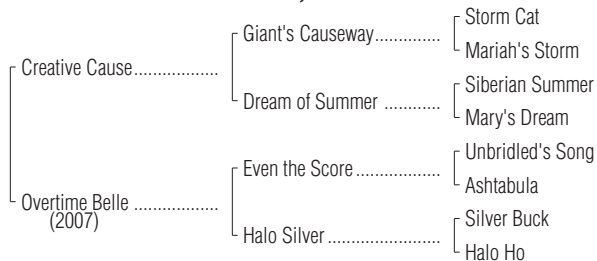 Storm Cat
Giant's Causeway..............
Mariah's Storm
Creative Cause..................
Siberian Summer
Dream of Summer ............
Mary's Dream
Unbridled's Song
Even the Score..................
Ashtabula
Overtime Belle ..................
(2007)
Silver Buck
Halo Silver........................
Halo Ho